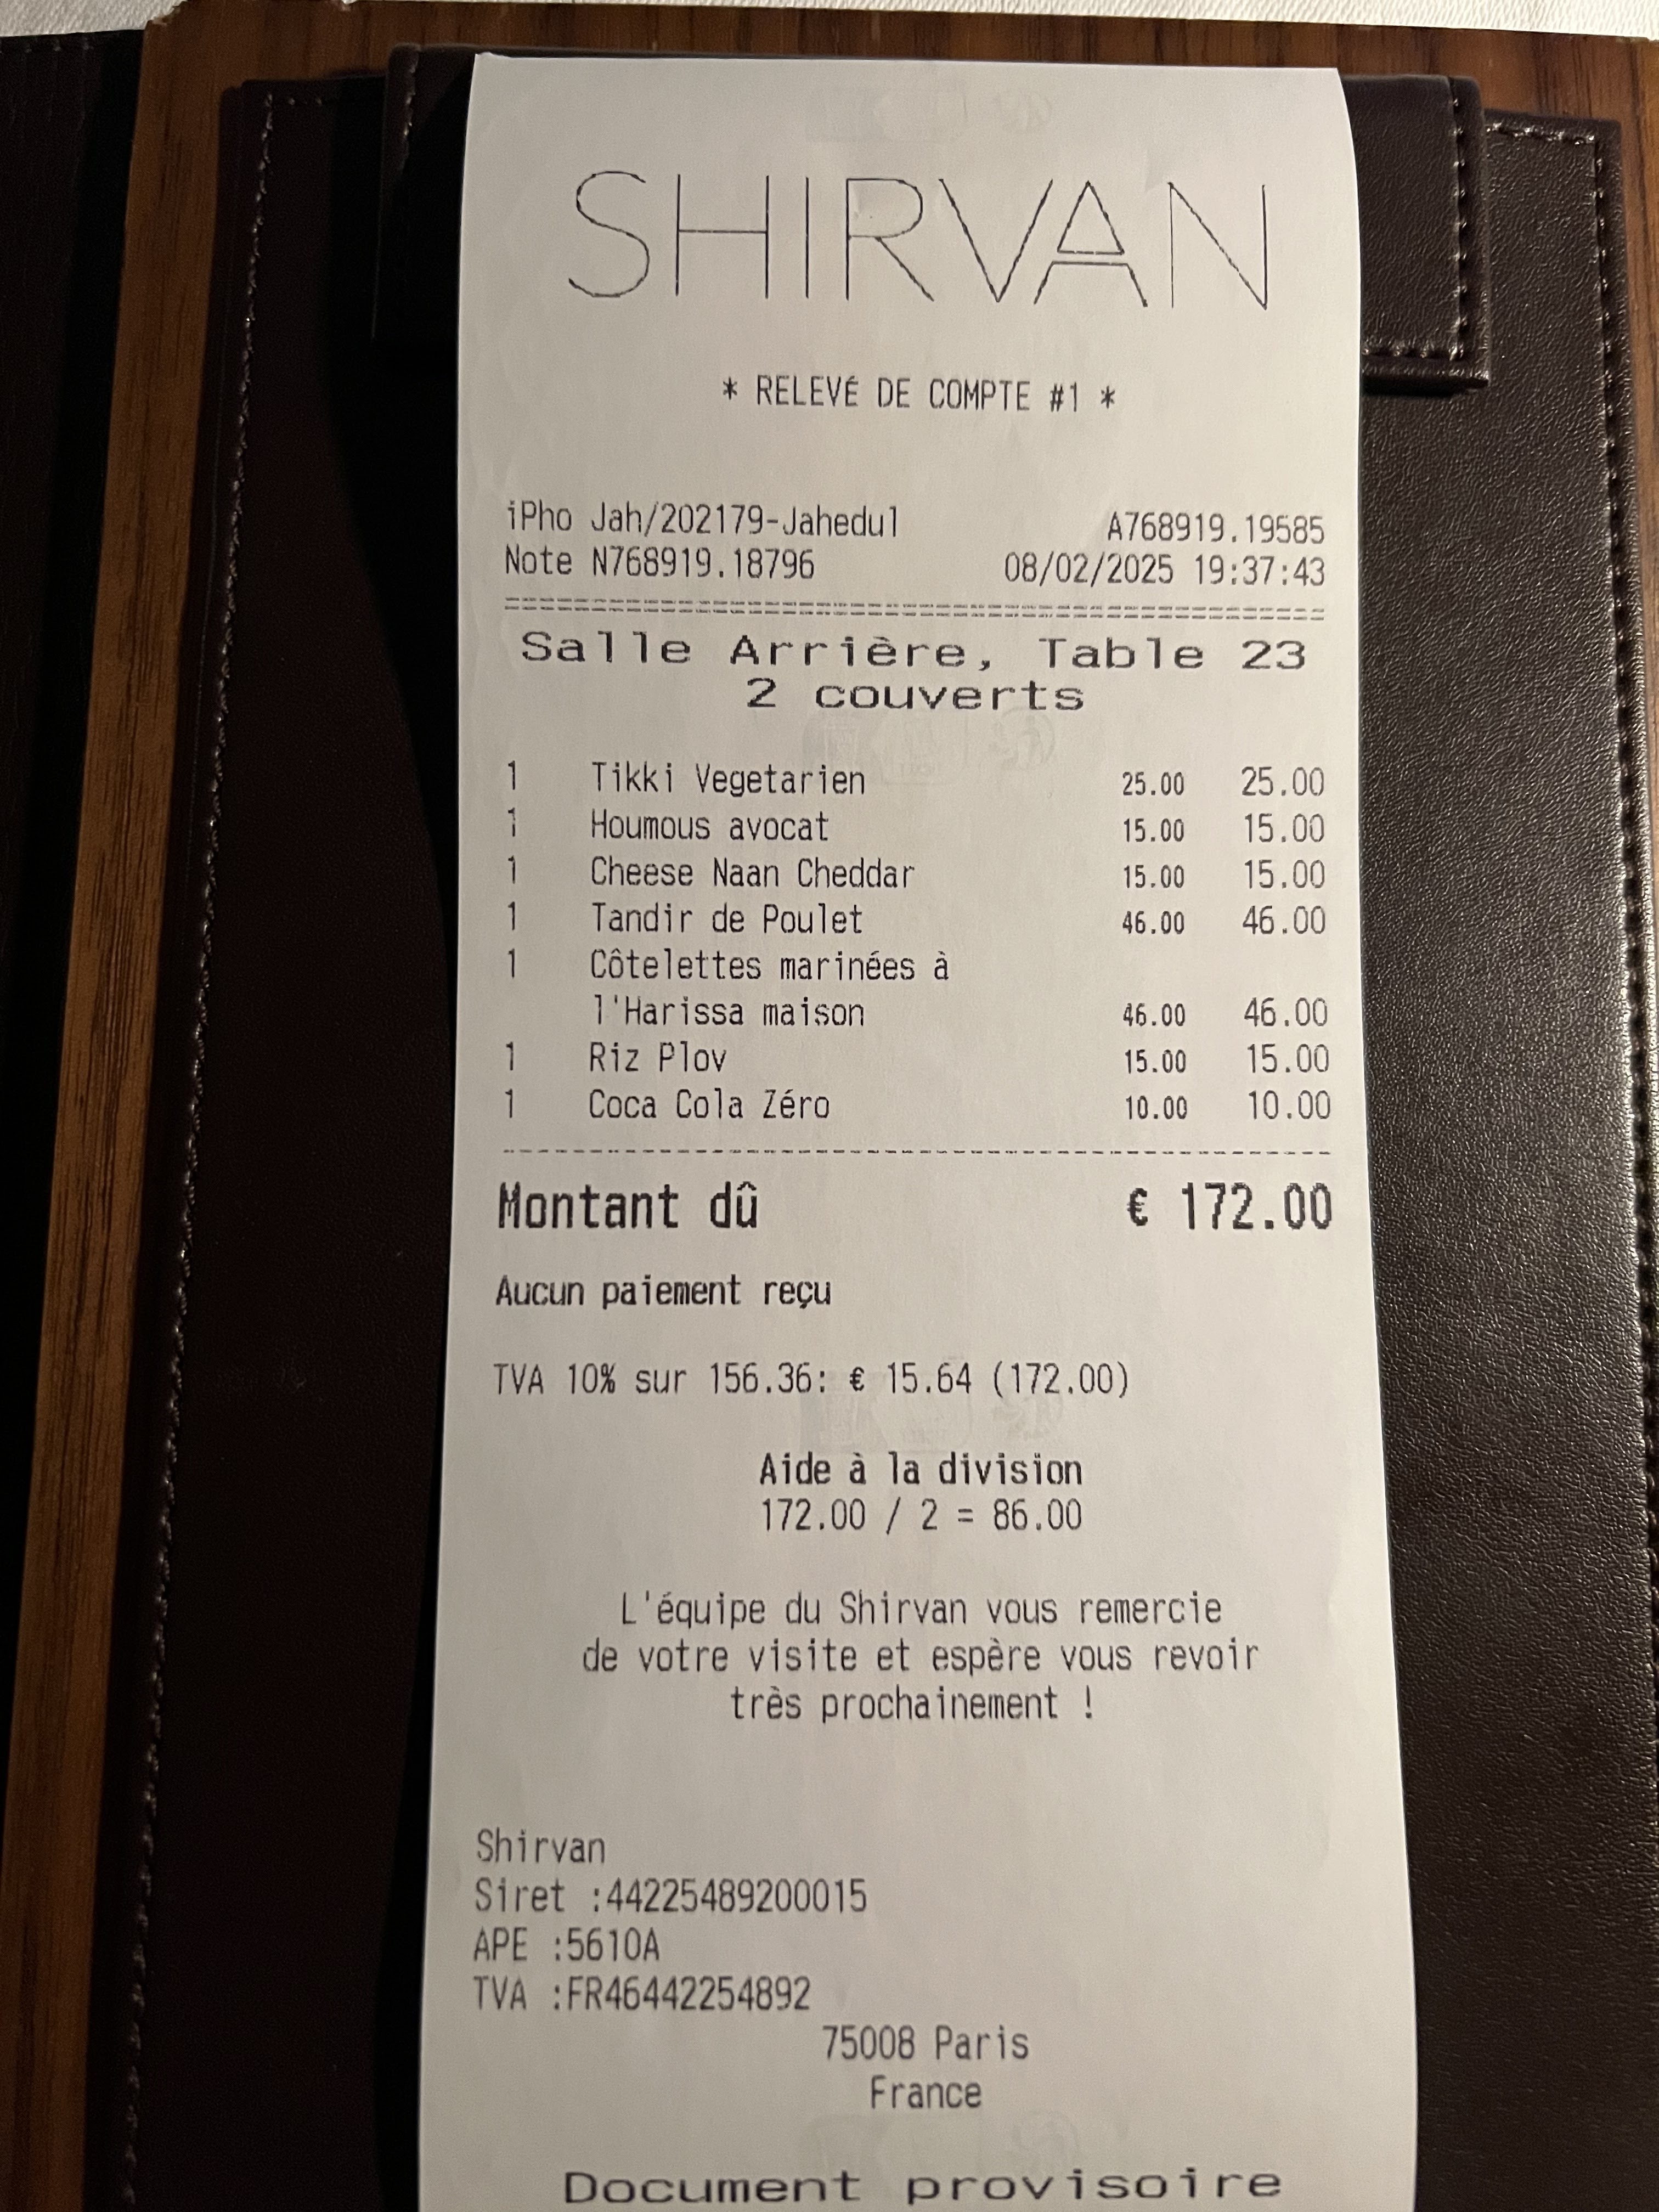 SHIRVAN
* RELEVÉ DE COMPTE #1 *
iPho Jah/202179-Jahedul A768919.19585
Note N768919.18796 08/02/2025 19:37:43
Salle Arrière, Table 23
2 couverts
1 Tikki Vegetarien 25.00 25.00
1 Houmous avocat 15.00 15.00
1 Cheese Naan Cheddar 15.00 15.00
1 Tandir de Poulet 46.00 46.00
1 Côtelettes marinées à
l'Harissa maison 46.00 46.00
1 Riz Plov 15.00 15.00
1 Coca Cola Zéro 10.00 10.00
Montant dû € 172.00
Aucun paiement reçu
TVA 10% sur 156.36: € 15.64 (172.00)
Aide à la division
172.00 / 2 = 86.00
L'équipe du Shirvan vous remercie
de votre visite et espère vous revoir
très prochainement !
Shirvan
Siret :44225489200015
APE :5610A
TVA :FR46442254892
75008 Paris
France
Document provisoire